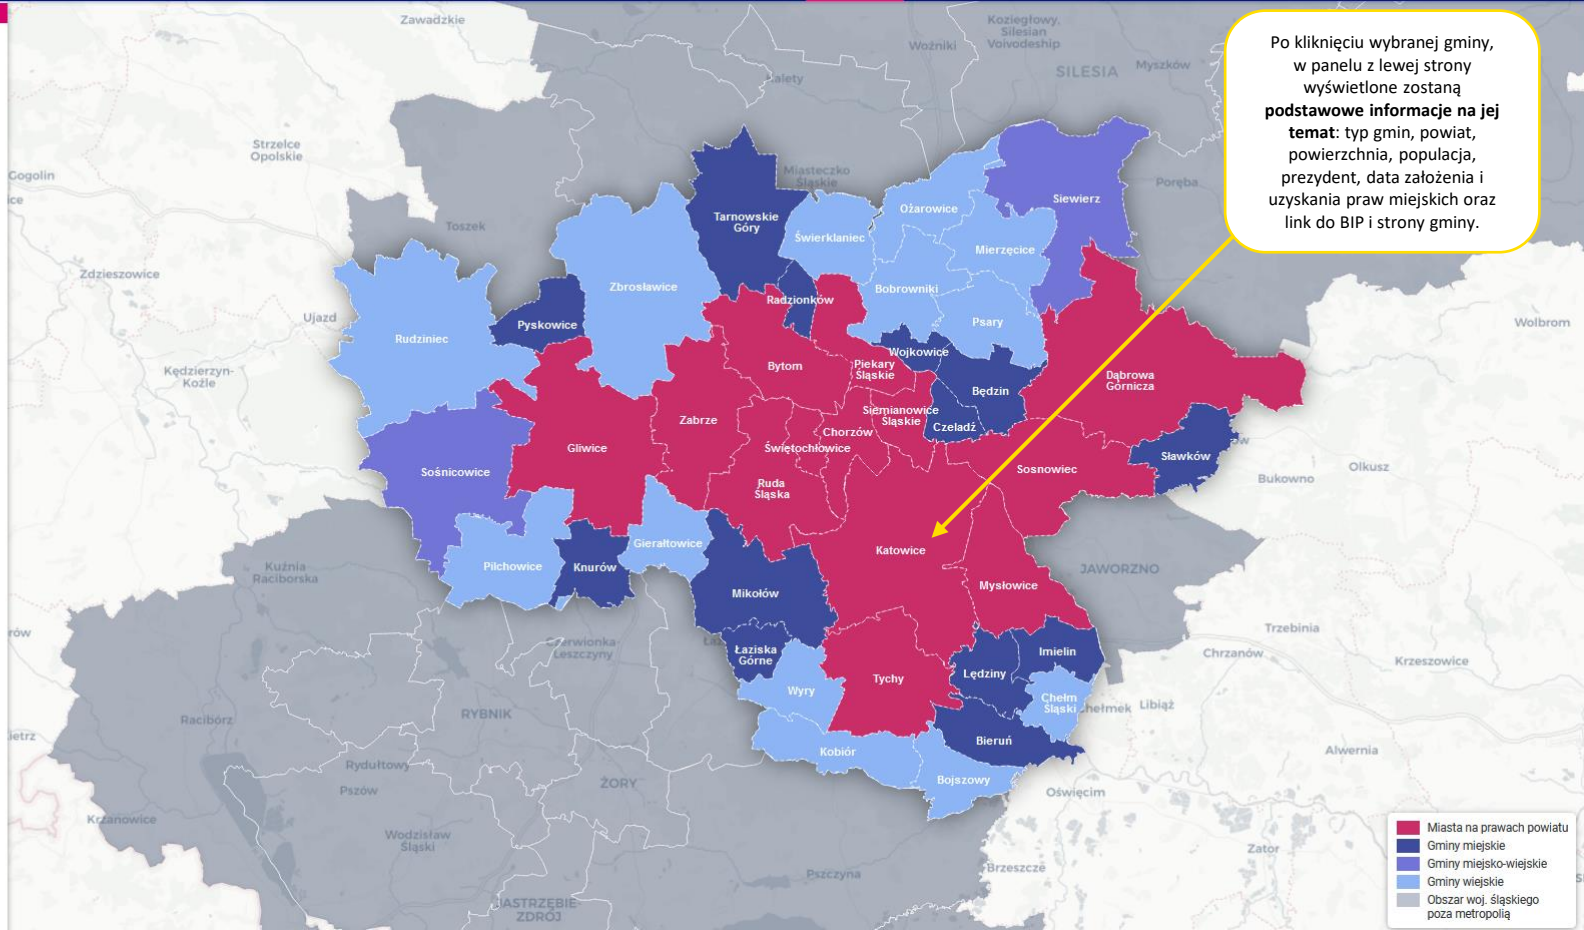 Zawadzkie
Koziegłowy,
Silesian
Voivodeship
Woźniki
SILESIA
Myszków
Kalety
Po kliknięciu wybranej gminy,
w panelu z lewej strony
wyświetlone zostaną
podstawowe informacje na jej
temat: typ gmin, powiat,
powierzchnia, populacja,
prezydent, data założenia i
uzyskania praw miejskich oraz
link do BIP i strony gminy.
Strzelce
Opolskie
Gogolin
Miasteczko
Śląskie
Poręba
Siewierz
Ożarowice
Tarnowskie
Góry
Toszek
Świerklaniec
Mierzęcice
Zdzieszowice
Zbrosławice
Bobrowniki
Radzionków
Ujazd
Pyskowice
Psary
Wolbrom
Rudziniec
Wojkowice
Kędzierzyn-
Koźle
Bytom
Piekary
Śląskie
Dąbrowa
Górnicza
Będzin
Siemianowice
Śląskie
Zabrze
Czeladź
Chorzów
Gliwice
Świętochłowice
Sławków
Sośnicowice
Sosnowiec
Olkusz
Bukowno
Ruda
Śląska
Gierałtowice
Katowice
Kuźnia
Raciborska
Pilchowice
Knurów
JAWORZNO
Mysłowice
Mikołów
Trzebinia
Czerwionka-
Leszczyny
Łaziska
Górne
Imielin
Chrzanów
Krzeszowice
Lędziny
Tychy
Wyry
Chełm
Śląski
Libiąż
Racibórz
RYBNIK
Bieruń
Kobiór
Alwernia
Rydułtowy
Bojszowy
ŻORY
Pszów
Oświęcim
Krzanowice
Wodzisław
Śląski
Zator
Brzeszcze
Pszczyna
JASTRZĘBIE-
ZDRÓJ
Miasta na prawach powiatu
Gminy miejskie
Gminy miejsko-wiejskie
Gminy wiejskie
Obszar woj. śląskiego
poza metropolią